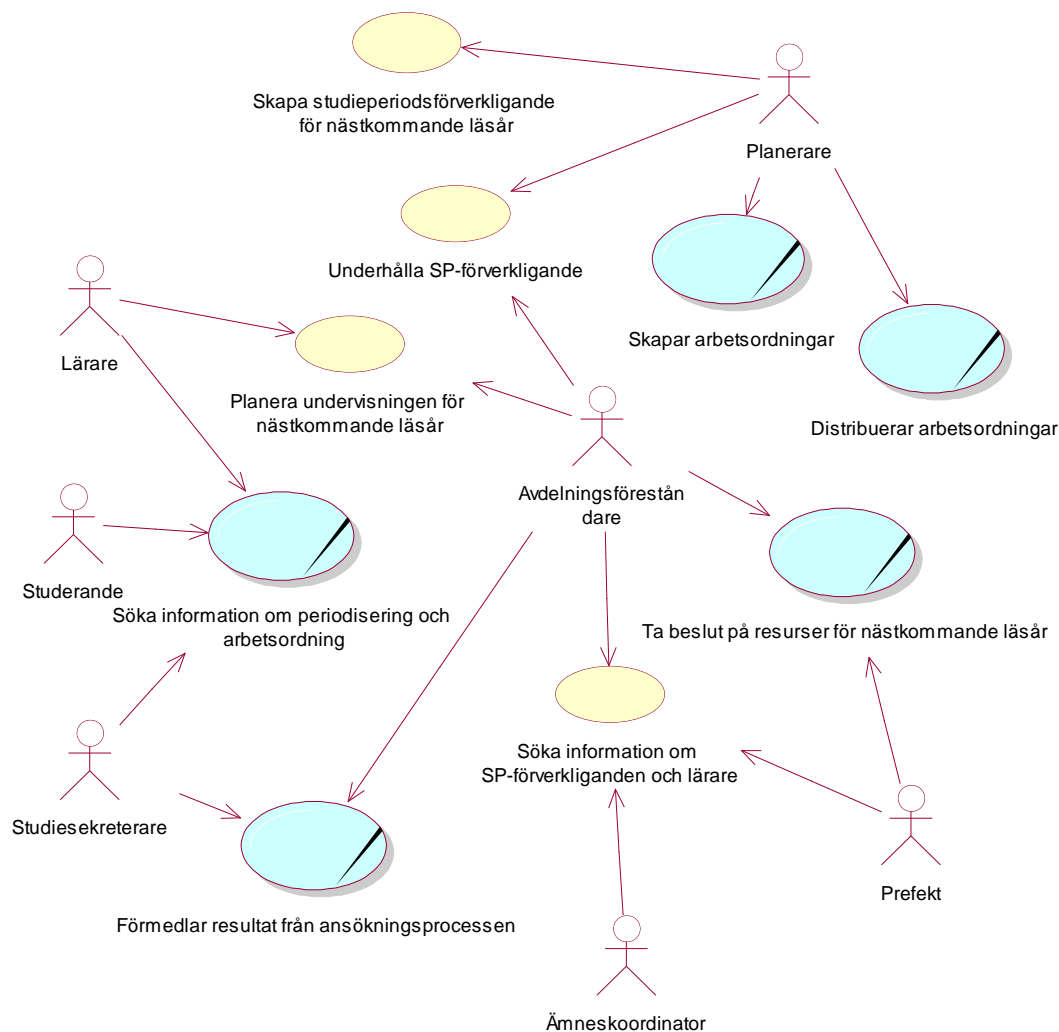 Skapa studieperiodsförverkligande
för nästkommande läsår
Planerare
Underhålla SP-förverkligande
Skapar arbetsordningar
Lärare
Planera undervisningen för
nästkommande läsår
Distribuerar arbetsordningar
Avdelningsförestån
dare
Studerande
Söka information om periodisering och
arbetsordning
Ta beslut på resurser för nästkommande läsår
Söka information om
SP-förverkliganden och lärare
Studiesekreterare
Prefekt
Förmedlar resultat från ansökningsprocessen
Ämneskoordinator